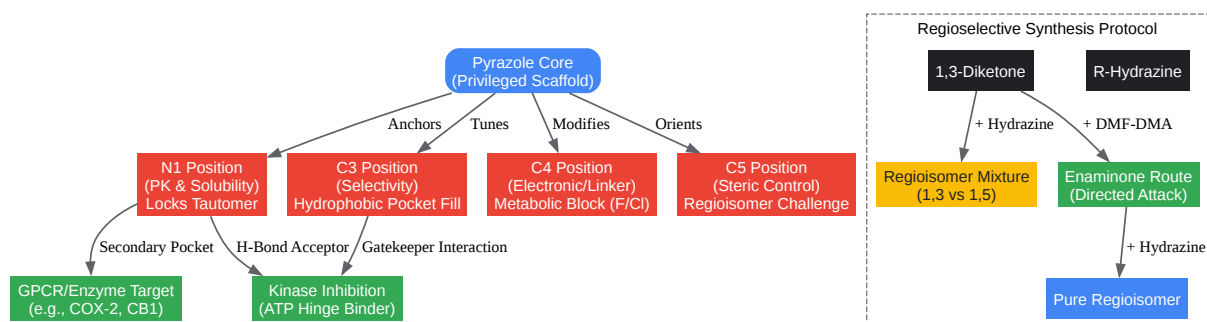 Regioselective Synthesis Protocol
Pyrazole Core
(Privileged Scaffold)
1,3-Diketone
R-Hydrazine
Anchors
Tunes
Modifies
Orients
+ Hydrazine
+ DMF-DMA
N1 Position
(PK & Solubility)
Locks Tautomer
C3 Position
(Selectivity)
Hydrophobic Pocket Fill
C4 Position
(Electronic/Linker)
Metabolic Block (F/Cl)
C5 Position
(Steric Control)
Regioisomer Challenge
Regioisomer Mixture
(1,3 vs 1,5)
Enaminone Route
(Directed Attack)
Secondary Pocket
H-Bond Acceptor
Gatekeeper Interaction
+ Hydrazine
GPCR/Enzyme Target
(e.g., COX-2, CB1)
Kinase Inhibition
(ATP Hinge Binder)
Pure Regioisomer